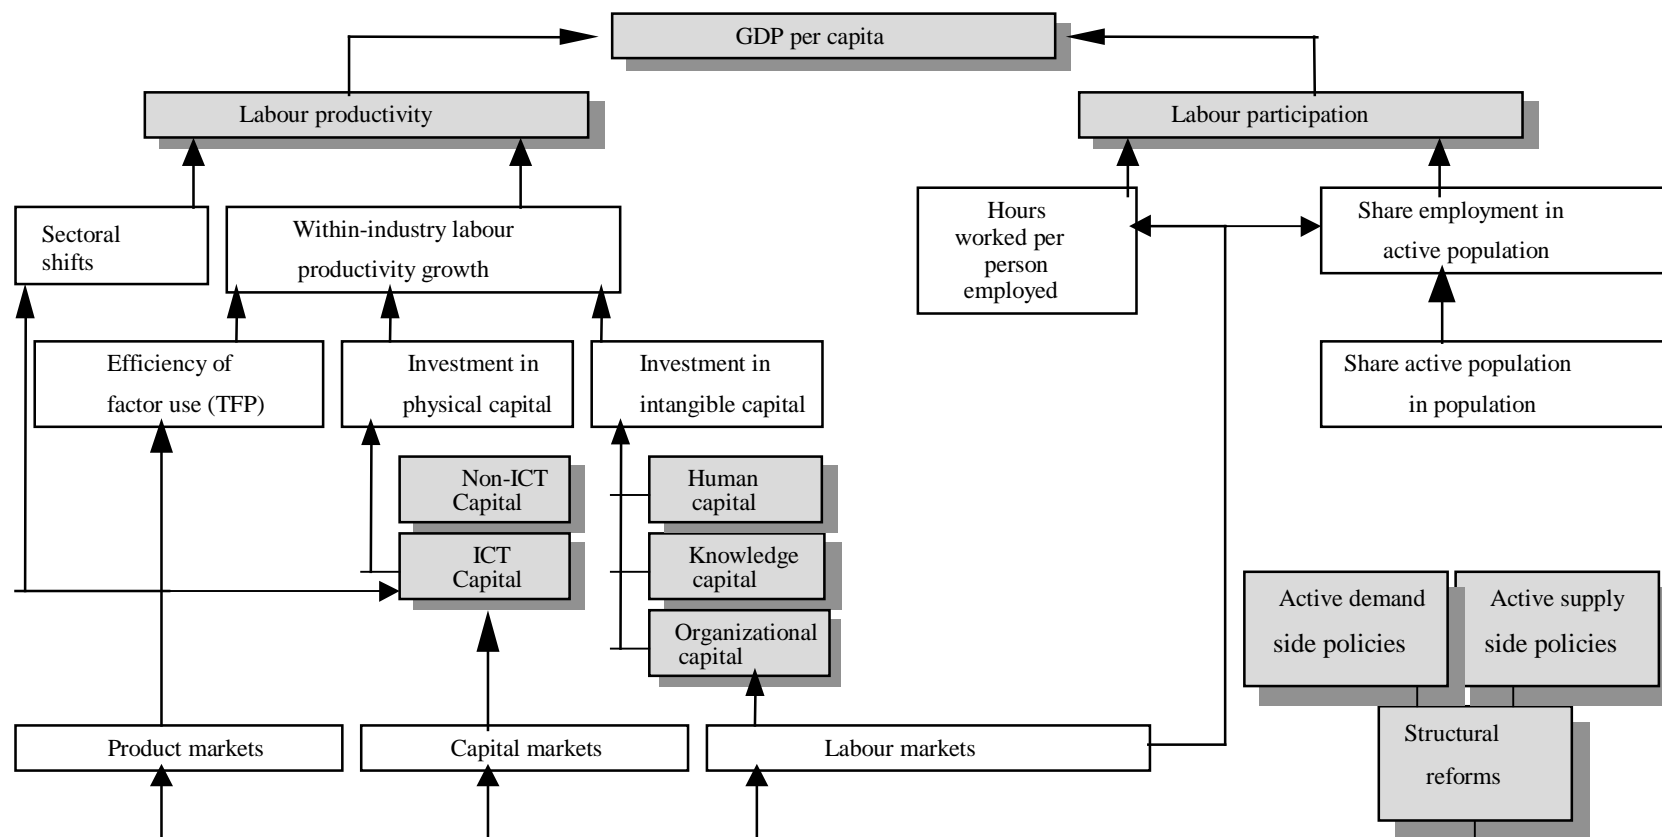 GDP per capita
Labour productivity
Labour participation
Sectoral
shifts
Within-industry labour
productivity growth
Hours
worked per
person
employed
Share employment in
active population
Efficiency of
factor use (TFP)
Investment in
physical capital
Investment in
intangible capital
Share active population
in population
Non-ICT
Capital
Human
capital
ICT
Capital
Knowledge
capital
Organizational
capital
Active demand
side policies
Active supply
side policies
Product markets
Capital markets
Labour markets
Structural
reforms